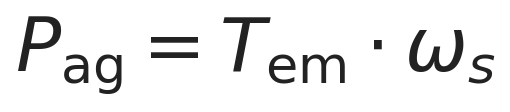 P_ag = T_em · ω_s